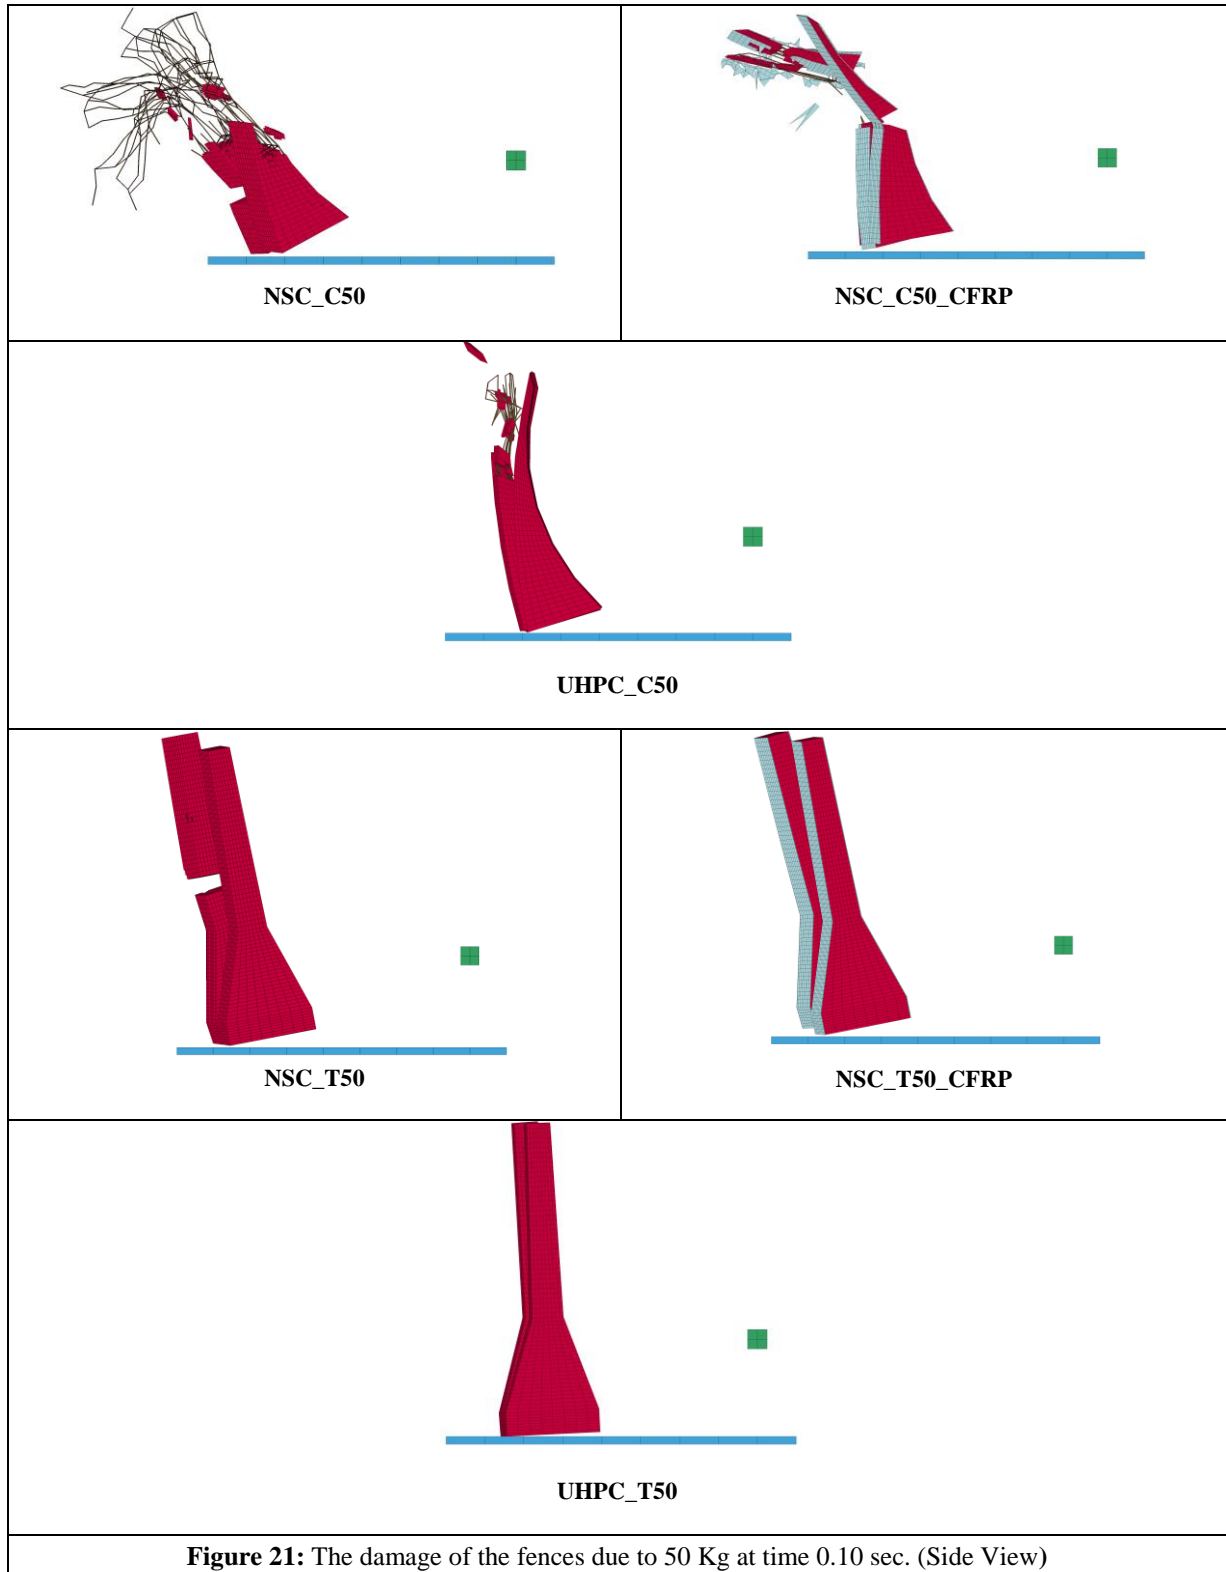 NSC_C50
NSC_C50_CFRP
UHPC_C50
NSC_T50
NSC_T50_CFRP
UHPC_T50
Figure 21: The damage of the fences due to 50 Kg at time 0.10 sec. (Side View)